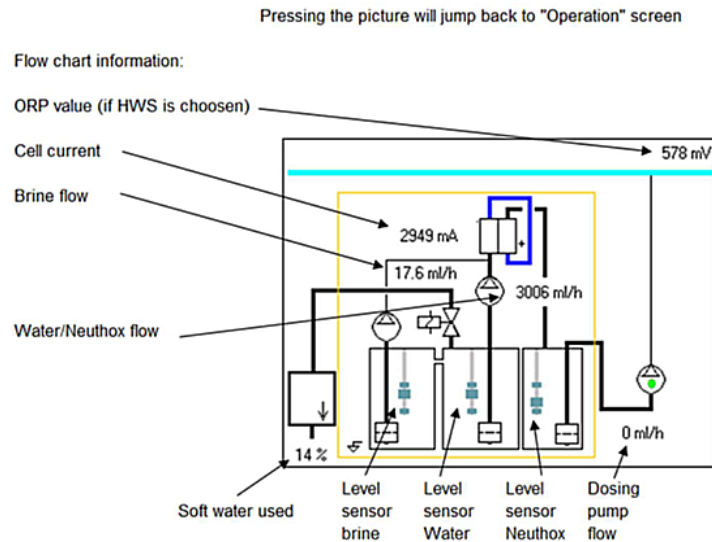 Pressing the picture will jump back to "Operation" screen
Flow chart information:
ORP value (if HWS is choosen)
578 mV
Cell current
Brine flow
2949 mA
17.6 ml/h
+
3006 ml/h
Water/Neuthox flow
14 %
0 ml/h
Soft water used
Level
sensor
brine
Level
sensor
Water
Level
sensor
Neuthox
Dosing
pump
flow